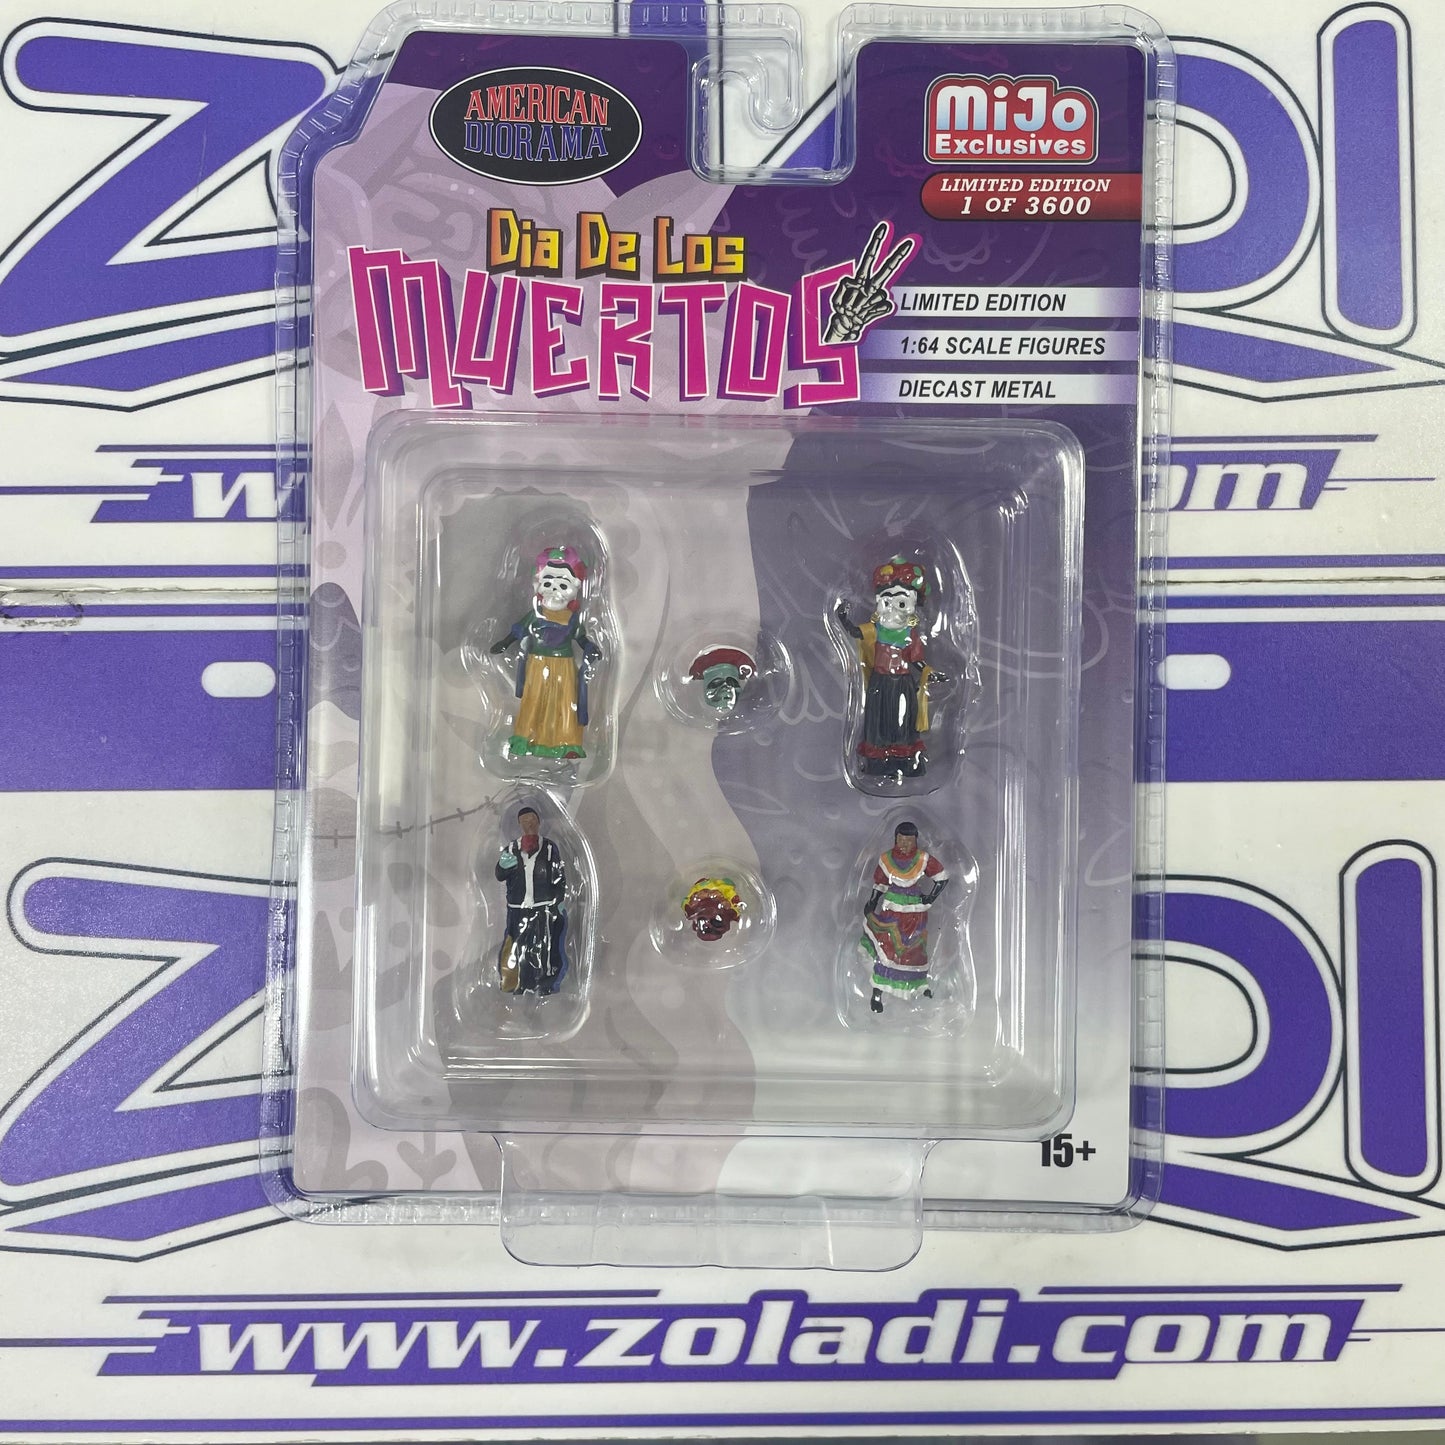 AMERICAN
DIORAMA™
MiJo
Exclusives
LIMITED EDITION
1 OF 3600
Dia De Los
MUERTOS
LIMITED EDITION
1:64 SCALE FIGURES
DIECAST METAL
15+
www.zoladi.com